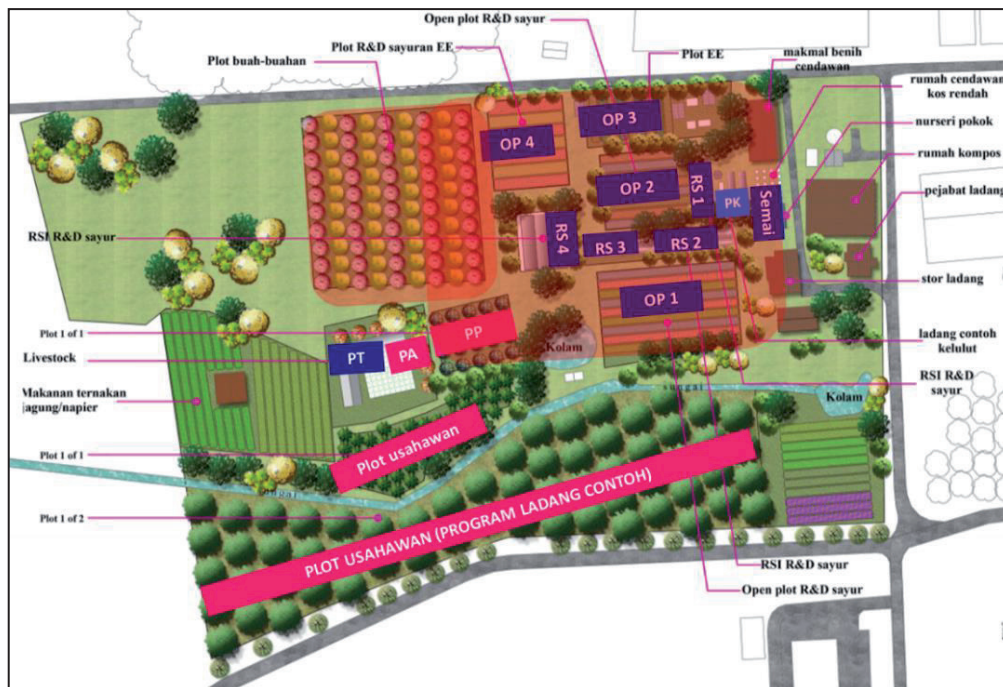 Open plot R&D sayur
Plot R&D sayuran EE
Plot EE
makmal benih
cendawan
Plot buah-buahan
rumah cendawan
kos rendah
nurseri pokok
rumah kompos
pejabat ladang
OP 4
OP 3
OP 2
RS 1
PK
Semai
RSI R&D sayur
RS 4
RS 3
RS 2
stor ladang
OP 1
Plot 1 of 1
PP
PT
PA
Kolam
ladang contoh
kelulut
Livestock
RSI R&D
sayur
Makanan ternakan
jagung/napier
sungai
Kolam
Plot usahawan
Plot 1 of 1
Plot 1 of 2
PLOT USAHAWAN (PROGRAM LADANG CONTOH)
RSI R&D sayur
Open plot R&D sayur